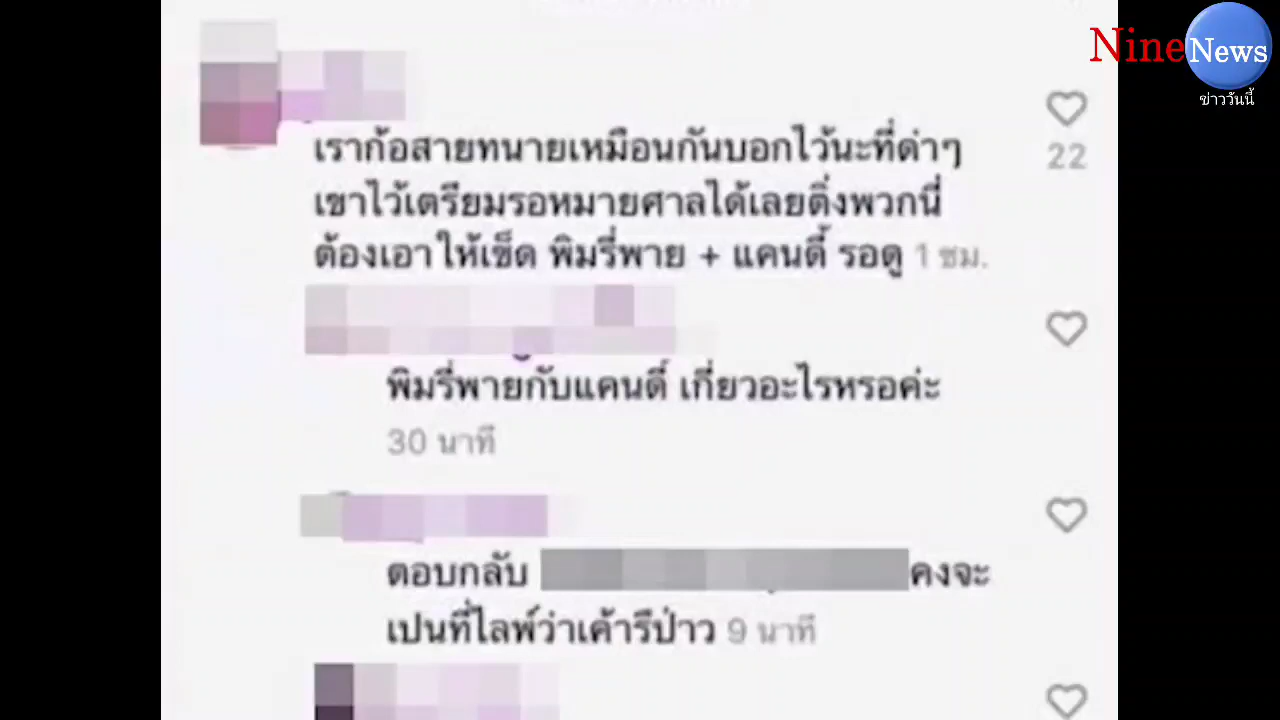 Nine News
ข่าววันนี้
เราก้อสายทนายเหมือนกันบอกไว้นะที่ด่าๆ
22
เขาไว้เตรียมรอหมายศาลได้เลยติ่งพวกนี่
ต้องเอาให้เข็ด พิมรี่พาย + แคนดี้ รอดู 1 ชม.
พิมรี่พายกับแคนดี้ เกี่ยวอะไรหรอค่ะ
30 นาที
ตอบกลับ คงจะ
เปนที่ไลพ์ว่าเค้ารึป่าว 9 นาที